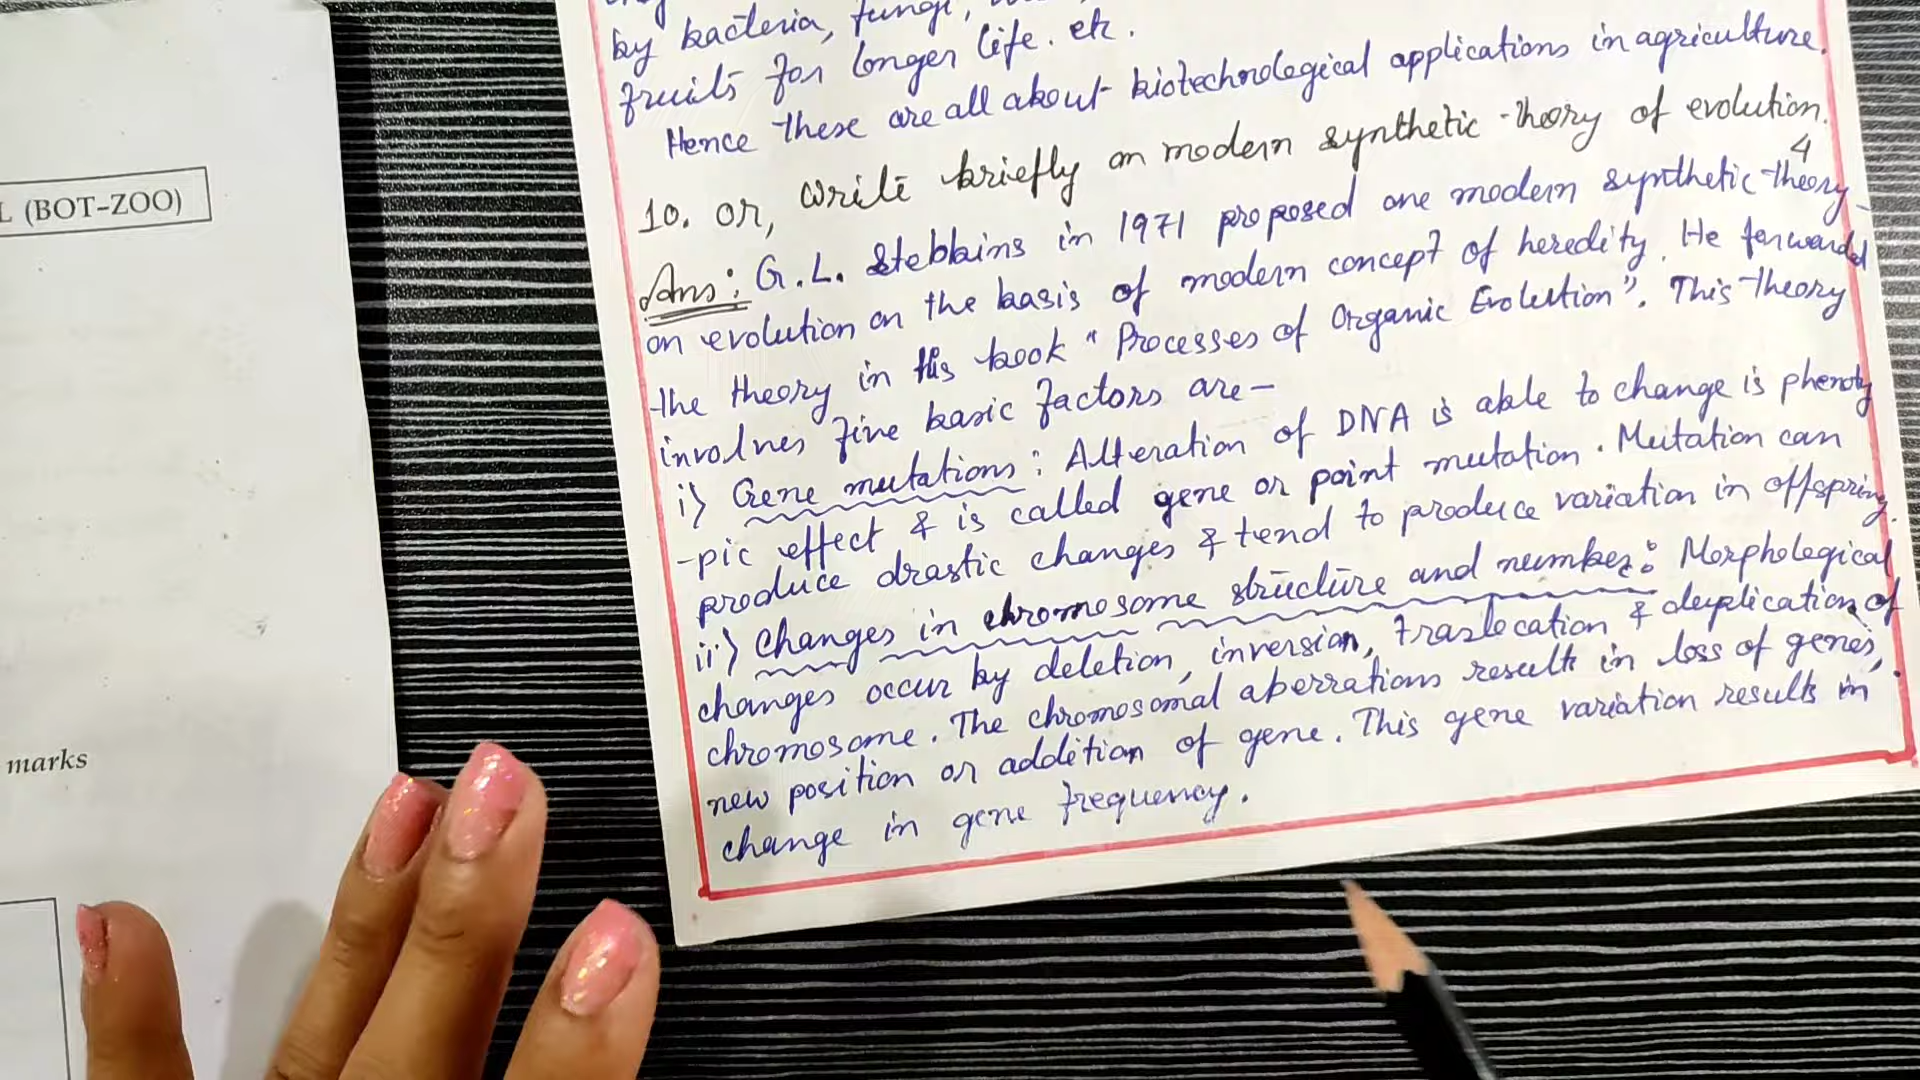 by bacteria, fungi,
fruits for longer life. etc.
Hence these are all about biotechnological applications in agriculture.
10. or, write briefly on modern synthetic theory of evolution.
4
Ans: G.L. Stebbins in 1971 proposed one modern synthetic theory
on evolution on the basis of modern concept of heredity. He forwarded
the theory in his book "Processes of Organic Evolution". This theory
involves five basic factors are-
i) Gene mutations: Alteration of DNA is able to change is phenoty
-pic effect & is called gene or point mutation. Mutation can
produce drastic changes & tend to produce variation in offspring.
ii) Changes in chromosome structure and number: Morphological
changes occur by deletion, inversion, traslocation & duplication of
chromosome. The chromosomal aberrations result in loss of genes,
new position or addition of gene. This gene variation results in
change in gene frequency.
L (BOT-ZOO)
marks